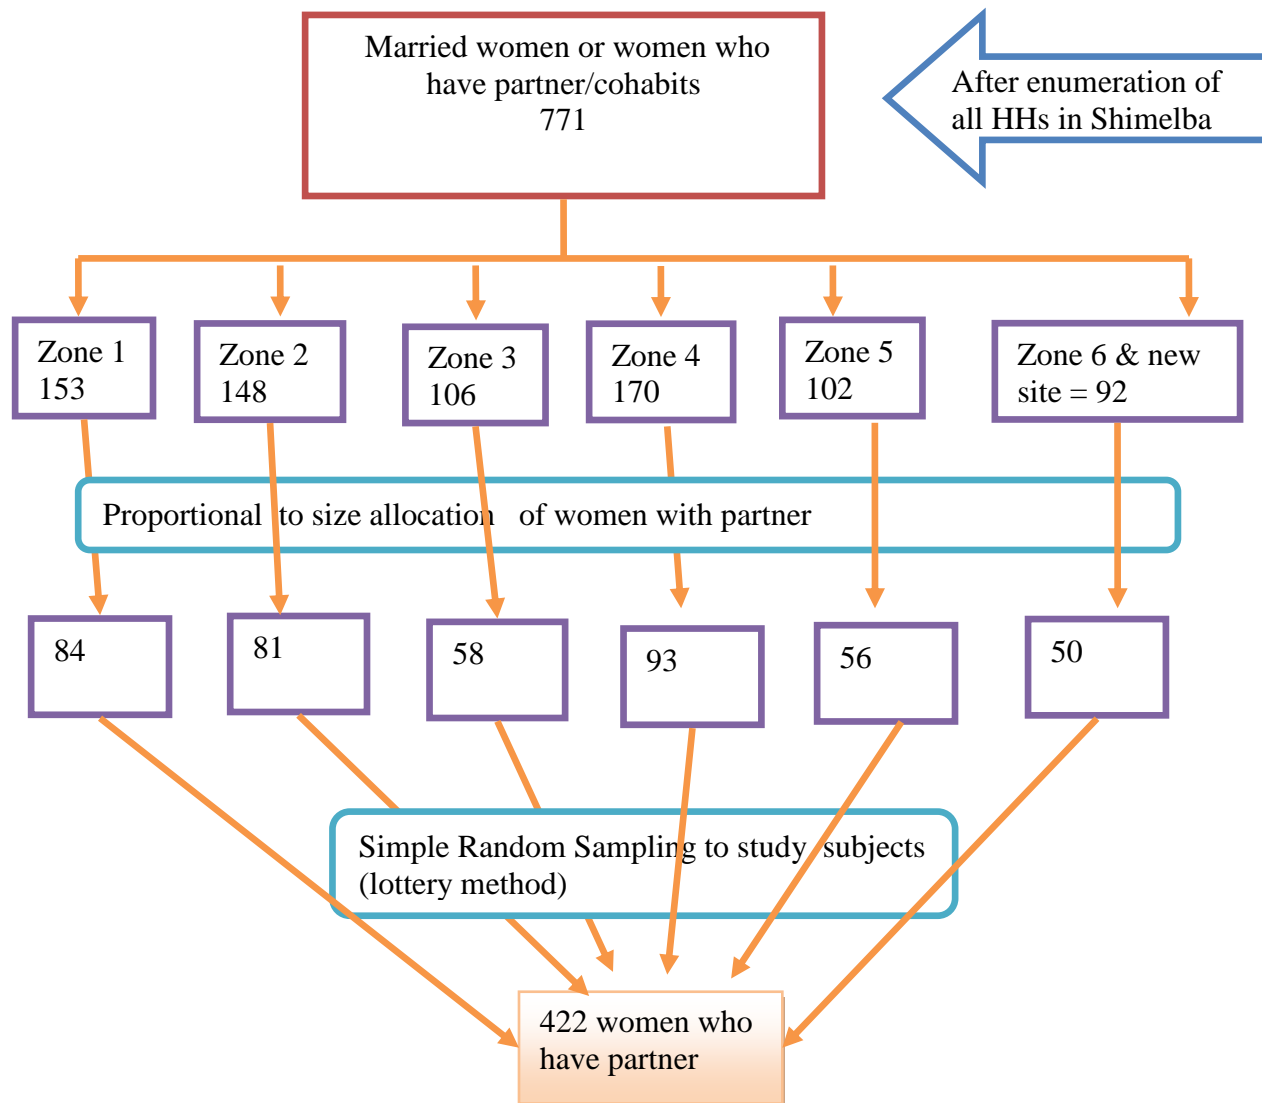 Married women or women who
have partner/cohabits
771
After enumeration of
all HHs in Shimelba
Zone 1
153
Zone 2
148
Zone 3
106
Zone 4
170
Zone 5
102
Zone 6 & new
site = 92
Proportional to size allocation of women with partner
84
81
58
93
56
50
Simple Random Sampling to study subjects
(lottery method)
422 women who
have partner